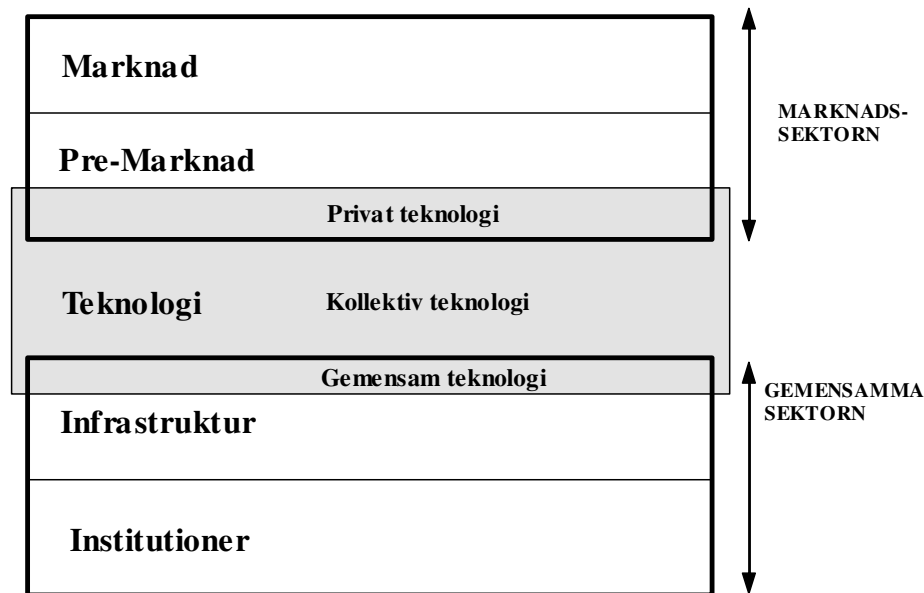 Marknad
MARKNADS-
SEKTORN
Pre-Marknad
Privat teknologi
Teknologi
Kollektiv teknologi
Gemensam teknologi
GEMENSAMMA
SEKTORN
Infrastruktur
Institutioner